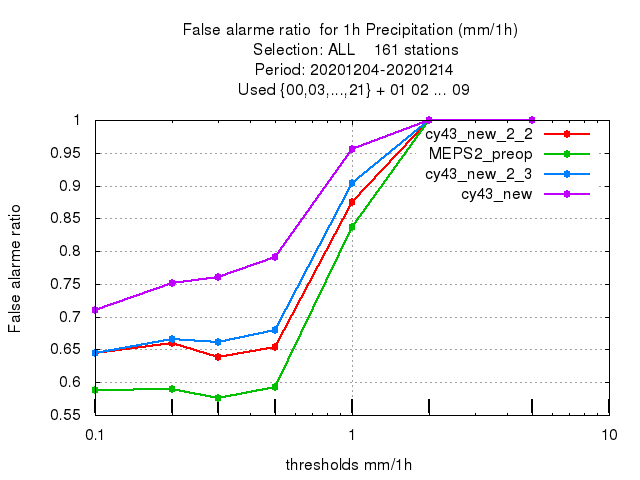 False alarme ratio  for 1h Precipitation (mm/1h)
Selection: ALL    161 stations
Period: 20201204-20201214
Used {00,03,...,21} + 01 02 ... 09
1
0.95
0.9
0.85
0.8
0.75
0.7
0.65
0.6
0.55
False alarme ratio
cy43_new_2_2
MEPS2_preop
cy43_new_2_3
cy43_new
0.1 1 10
thresholds mm/1h